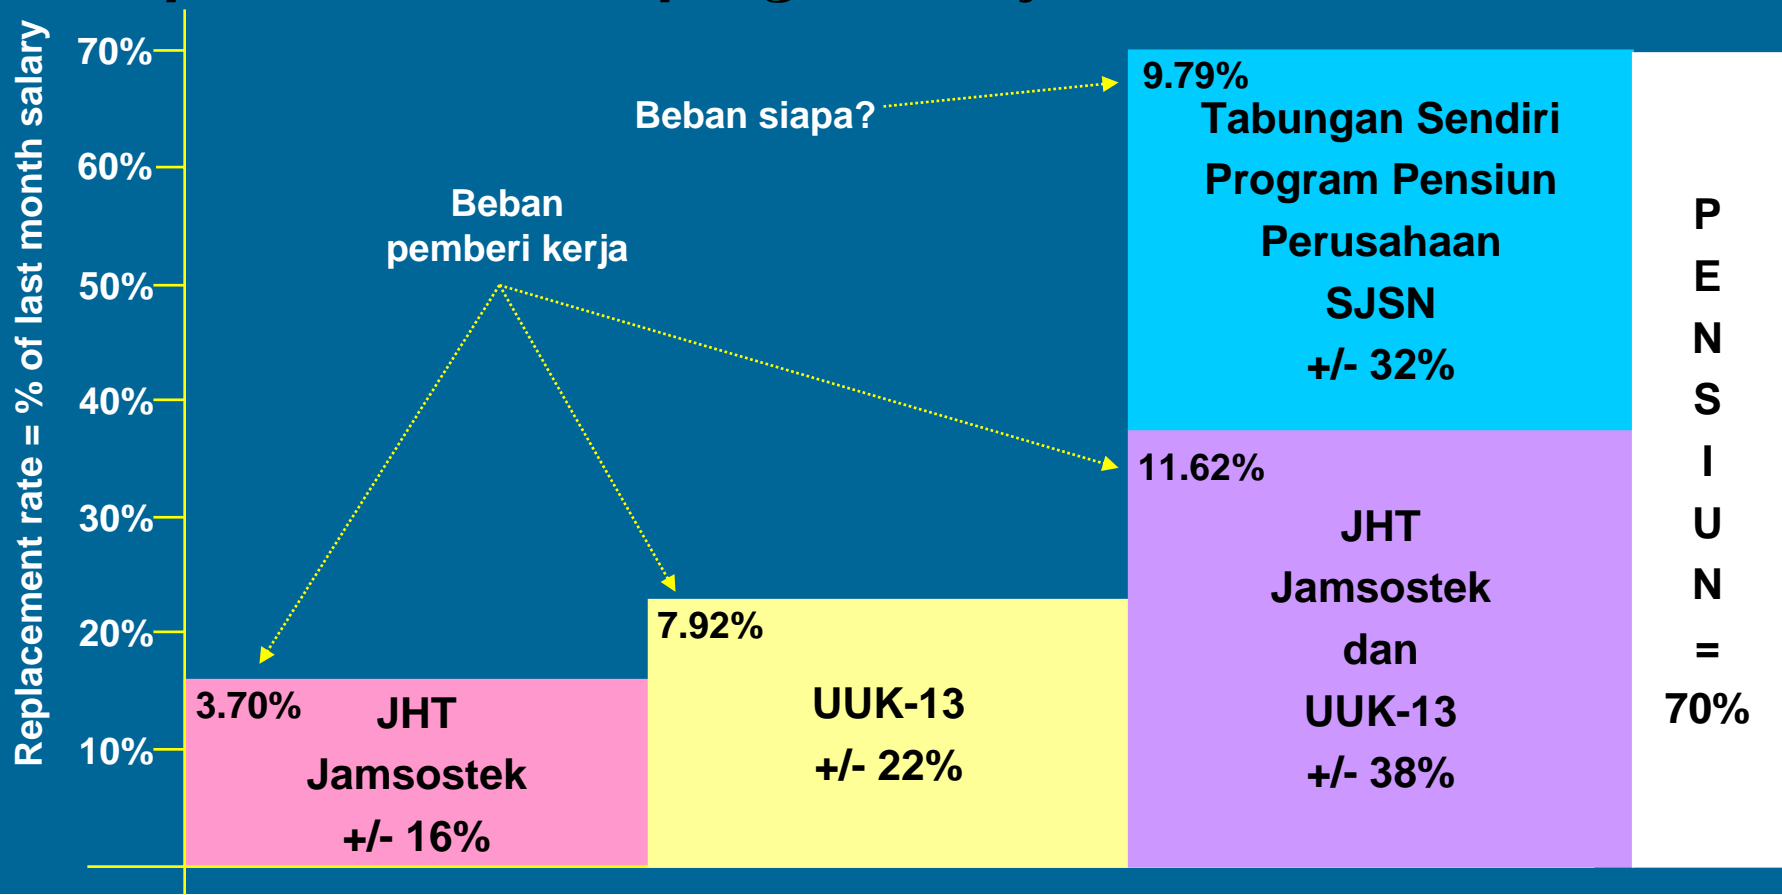 Replacement rate = % of last month salary
70%
60%
50%
40%
30%
20%
10%
Beban siapa?
Beban
pemberi kerja
9.79%
Tabungan Sendiri
Program Pensiun
Perusahaan
SJSN
+/- 32%
11.62%
JHT
Jamsostek
dan
UUK-13
+/- 38%
7.92%
UUK-13
+/- 22%
3.70%
JHT
Jamsostek
+/- 16%
P
E
N
S
I
U
N
=
70%